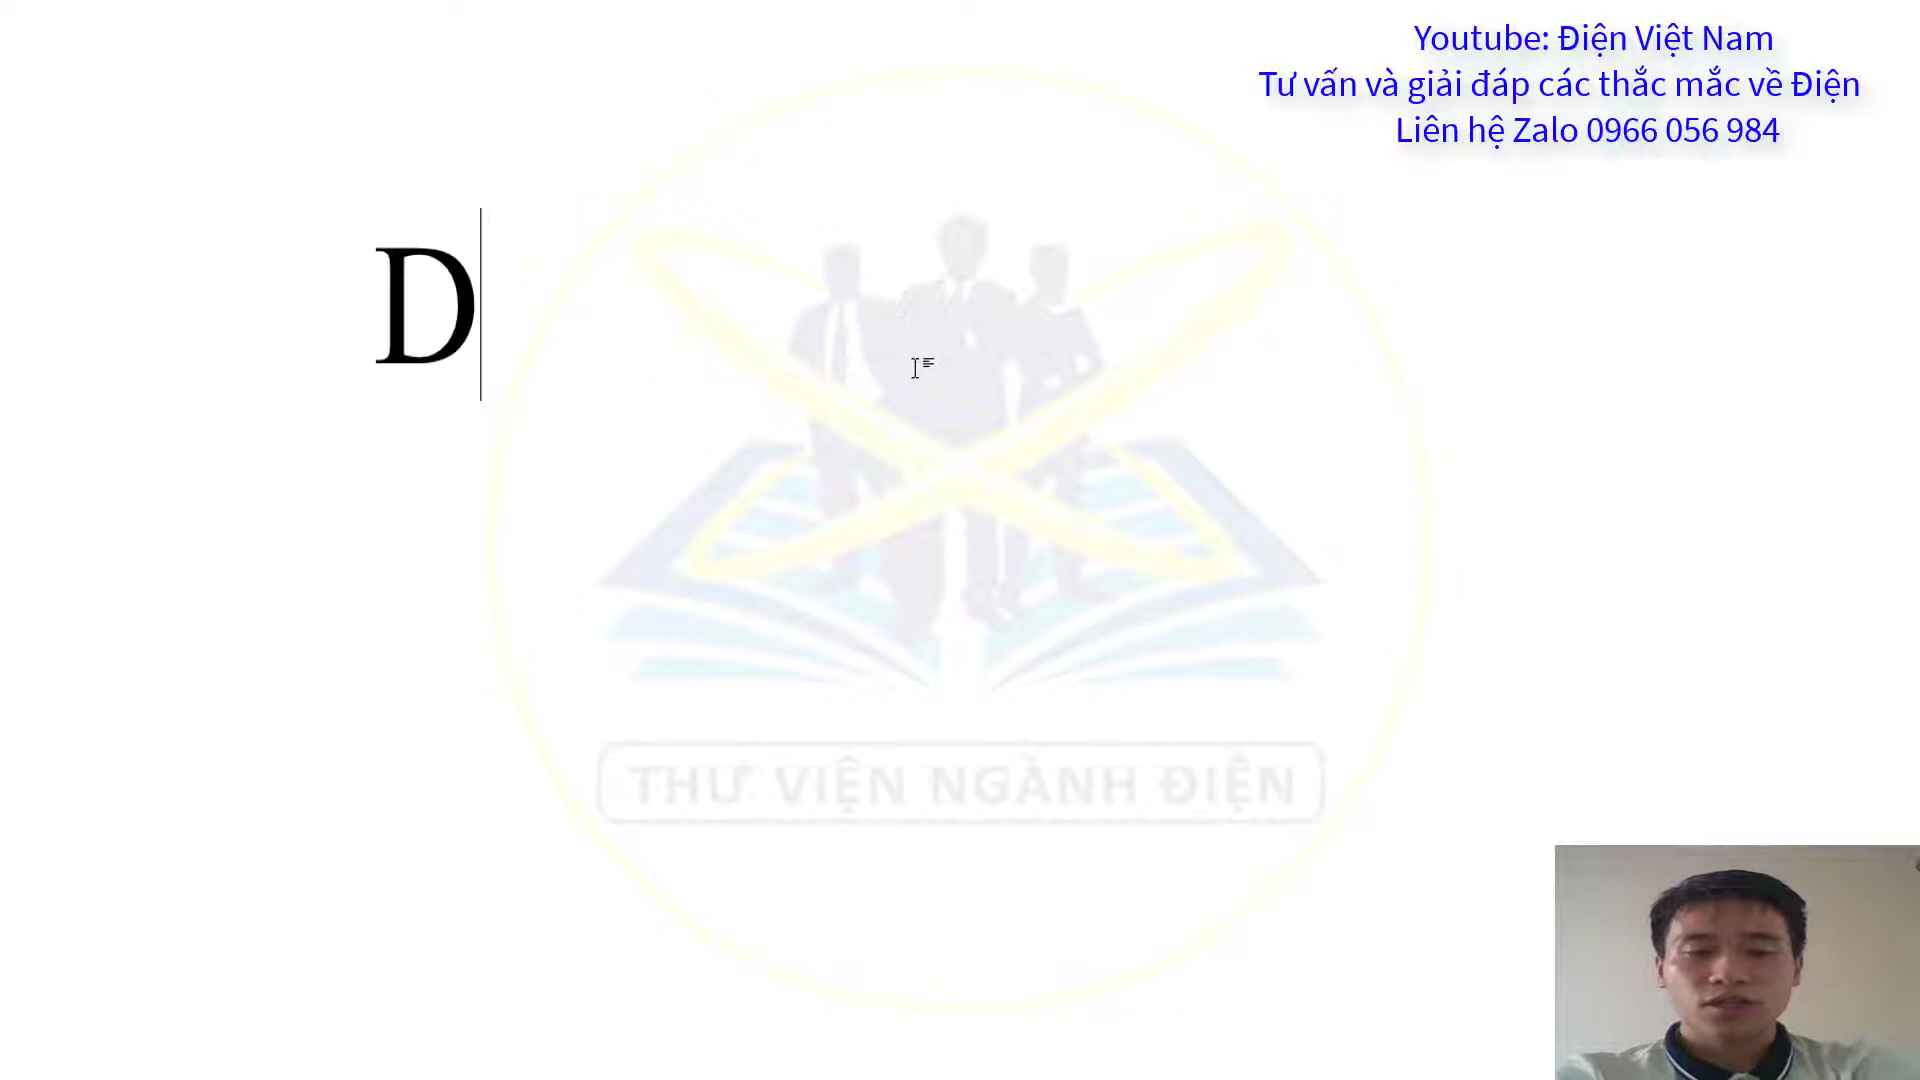 Youtube: Điện Việt Nam
Tư vấn và giải đáp các thắc mắc về Điện
Liên hệ Zalo 0966 056 984
D
THƯ VIỆN NGÀNH ĐIỆN